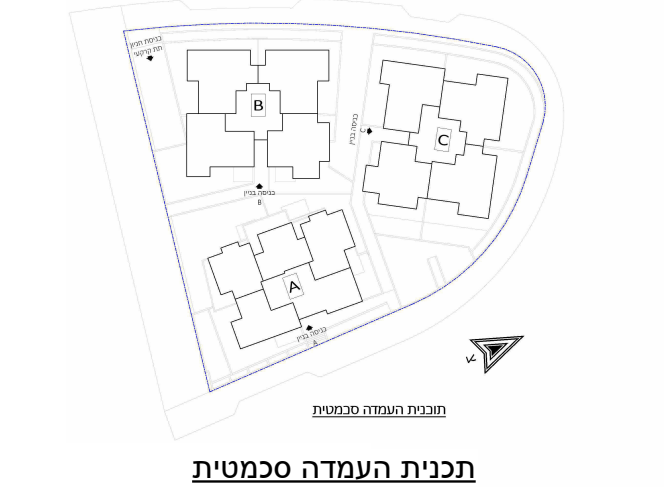 כניסת חניון
תת קרקעי
B
C
כניסה בניין
C
כניסה בניין
B
A
כניסה בניין
A
תוכנית העמדה סכמטית
תכנית העמדה סכמטית